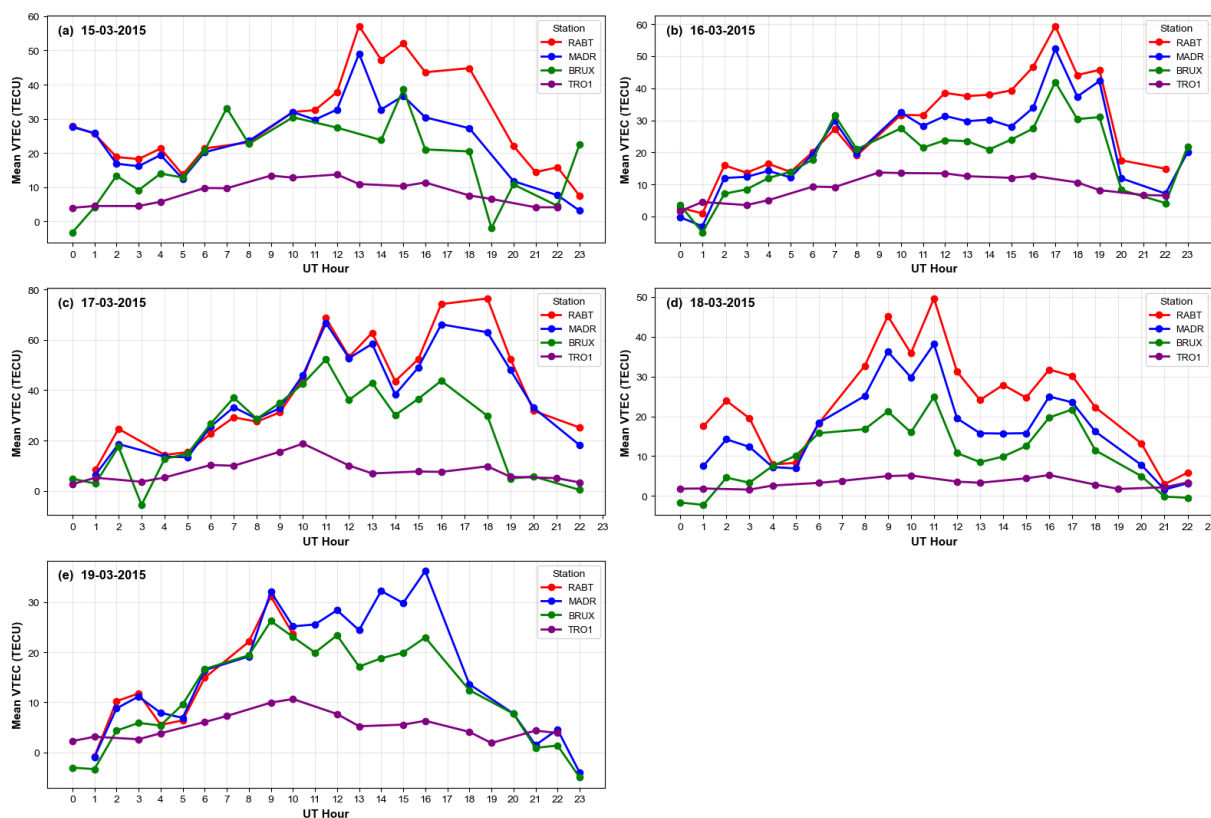 (a) 15-03-2015
Station
RABT
MADR
BRUX
TRO1
Mean VTEC (TECU)
60
50
40
30
20
10
0
0 1 2 3 4 5 6 7 8 9 10 11 12 13 14 15 16 17 18 19 20 21 22 23
UT Hour
(b) 16-03-2015
Station
RABT
MADR
BRUX
TRO1
Mean VTEC (TECU)
60
50
40
30
20
10
0
0 1 2 3 4 5 6 7 8 9 10 11 12 13 14 15 16 17 18 19 20 21 22 23
UT Hour
(c) 17-03-2015
Station
RABT
MADR
BRUX
TRO1
Mean VTEC (TECU)
80
60
40
20
0
0 1 2 3 4 5 6 7 8 9 10 11 12 13 14 15 16 17 18 19 20 21 22 23
UT Hour
(d) 18-03-2015
Station
RABT
MADR
BRUX
TRO1
Mean VTEC (TECU)
50
40
30
20
10
0
0 1 2 3 4 5 6 7 8 9 10 11 12 13 14 15 16 17 18 19 20 21 22 23
UT Hour
(e) 19-03-2015
Station
RABT
MADR
BRUX
TRO1
Mean VTEC (TECU)
30
20
10
0
0 1 2 3 4 5 6 7 8 9 10 11 12 13 14 15 16 17 18 19 20 21 22 23
UT Hour